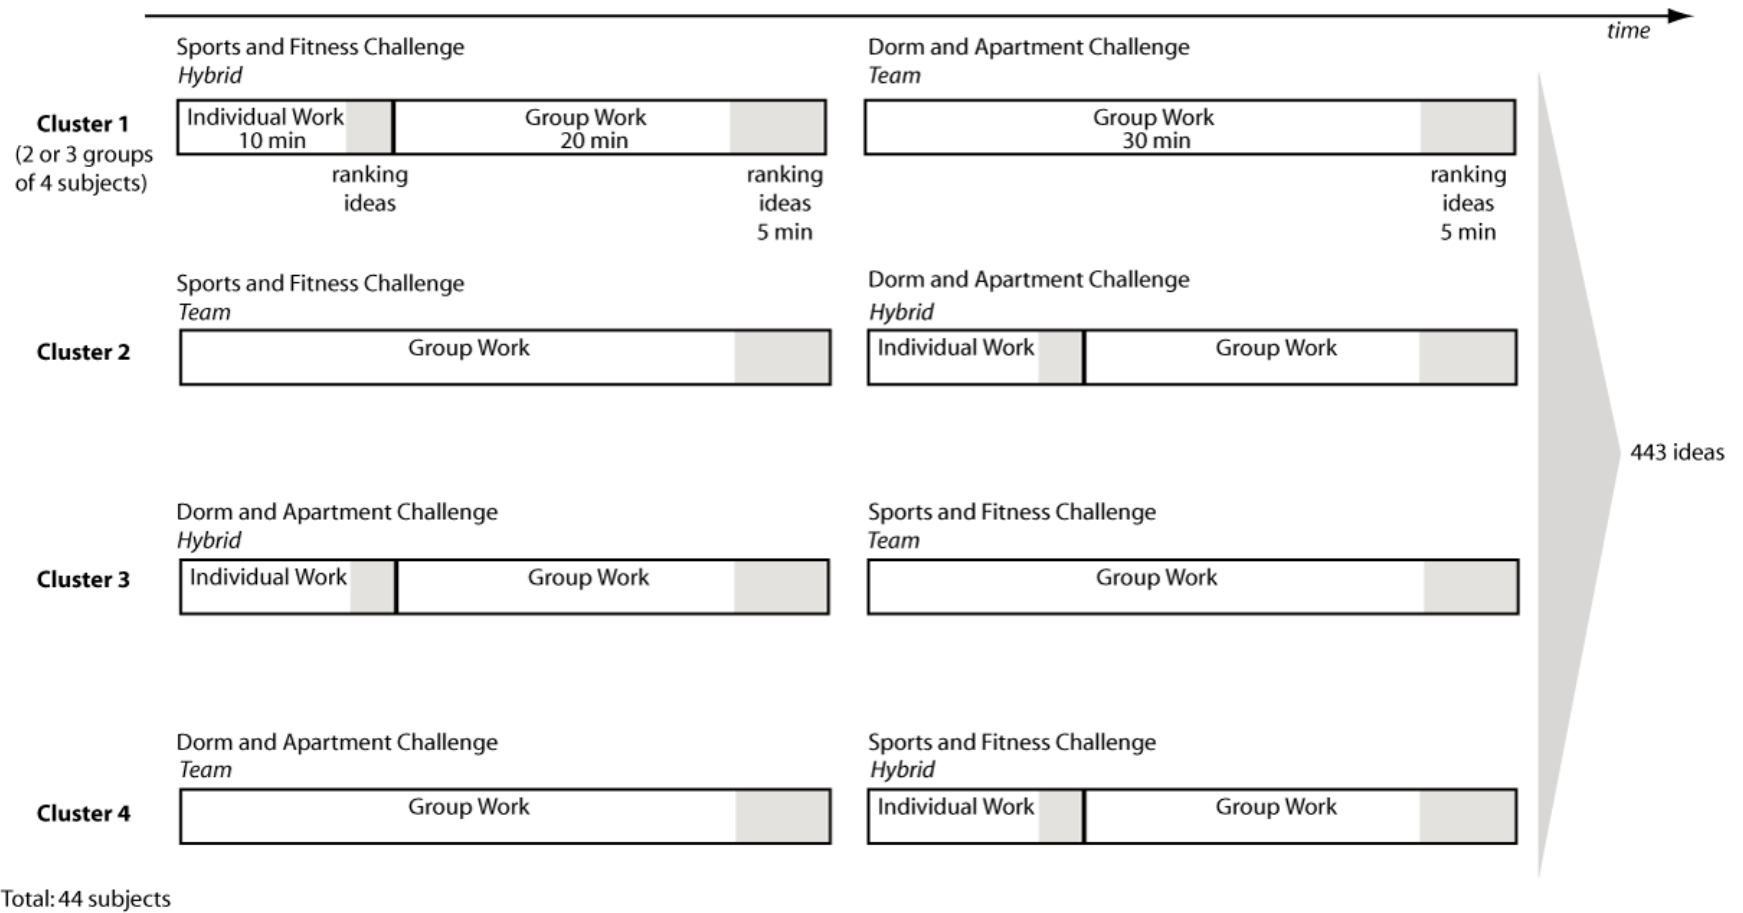 time
Sports and Fitness Challenge
Hybrid
Dorm and Apartment Challenge
Team
Cluster 1
(2 or 3 groups
of 4 subjects)
Individual Work
10 min
Group Work
20 min
Group Work
30 min
ranking
ideas
ranking
ideas
5 min
ranking
ideas
5 min
Sports and Fitness Challenge
Team
Dorm and Apartment Challenge
Hybrid
Cluster 2
Group Work
Individual Work
Group Work
443 ideas
Dorm and Apartment Challenge
Hybrid
Sports and Fitness Challenge
Team
Cluster 3
Individual Work
Group Work
Group Work
Dorm and Apartment Challenge
Team
Sports and Fitness Challenge
Hybrid
Cluster 4
Group Work
Individual Work
Group Work
Total: 44 subjects